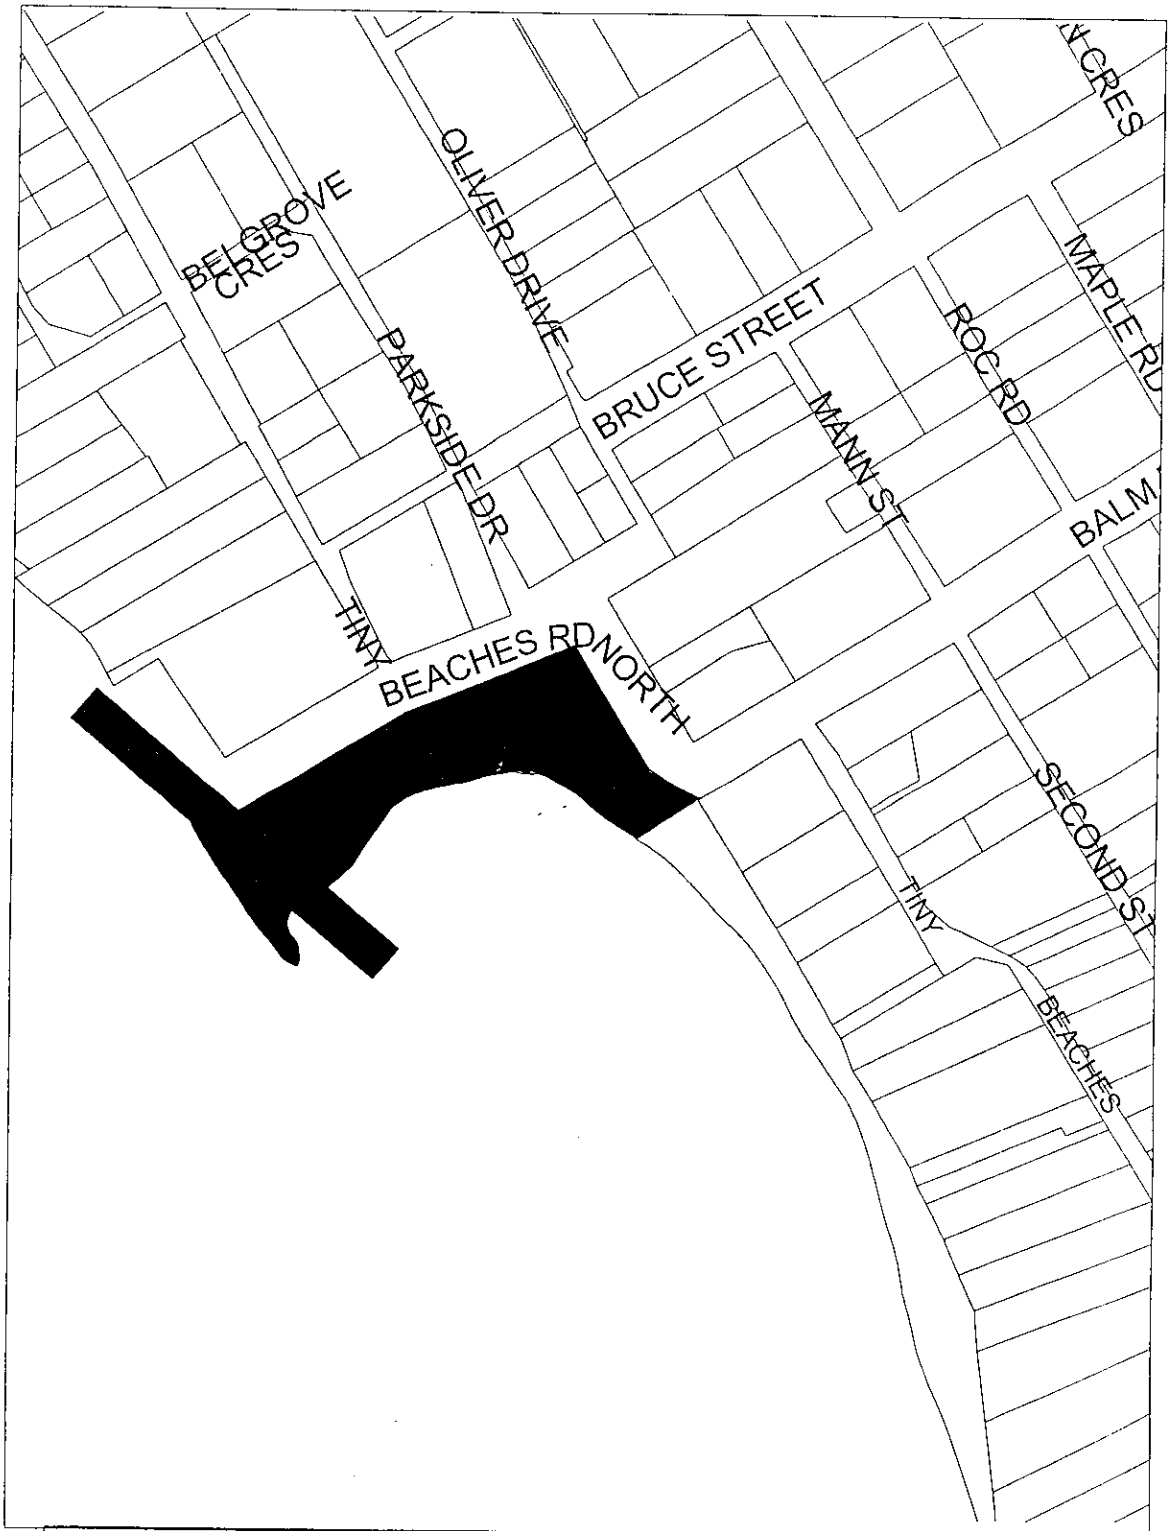 N CRES
OLIVER DRIVE
BELGROVE
CRES
MAPLE RD
BRUCE STREET
ROC RD
PARKSIDE DR
MANN ST
BALM
TINY
BEACHES RD NORTH
SECOND ST
TINY
BEACHES